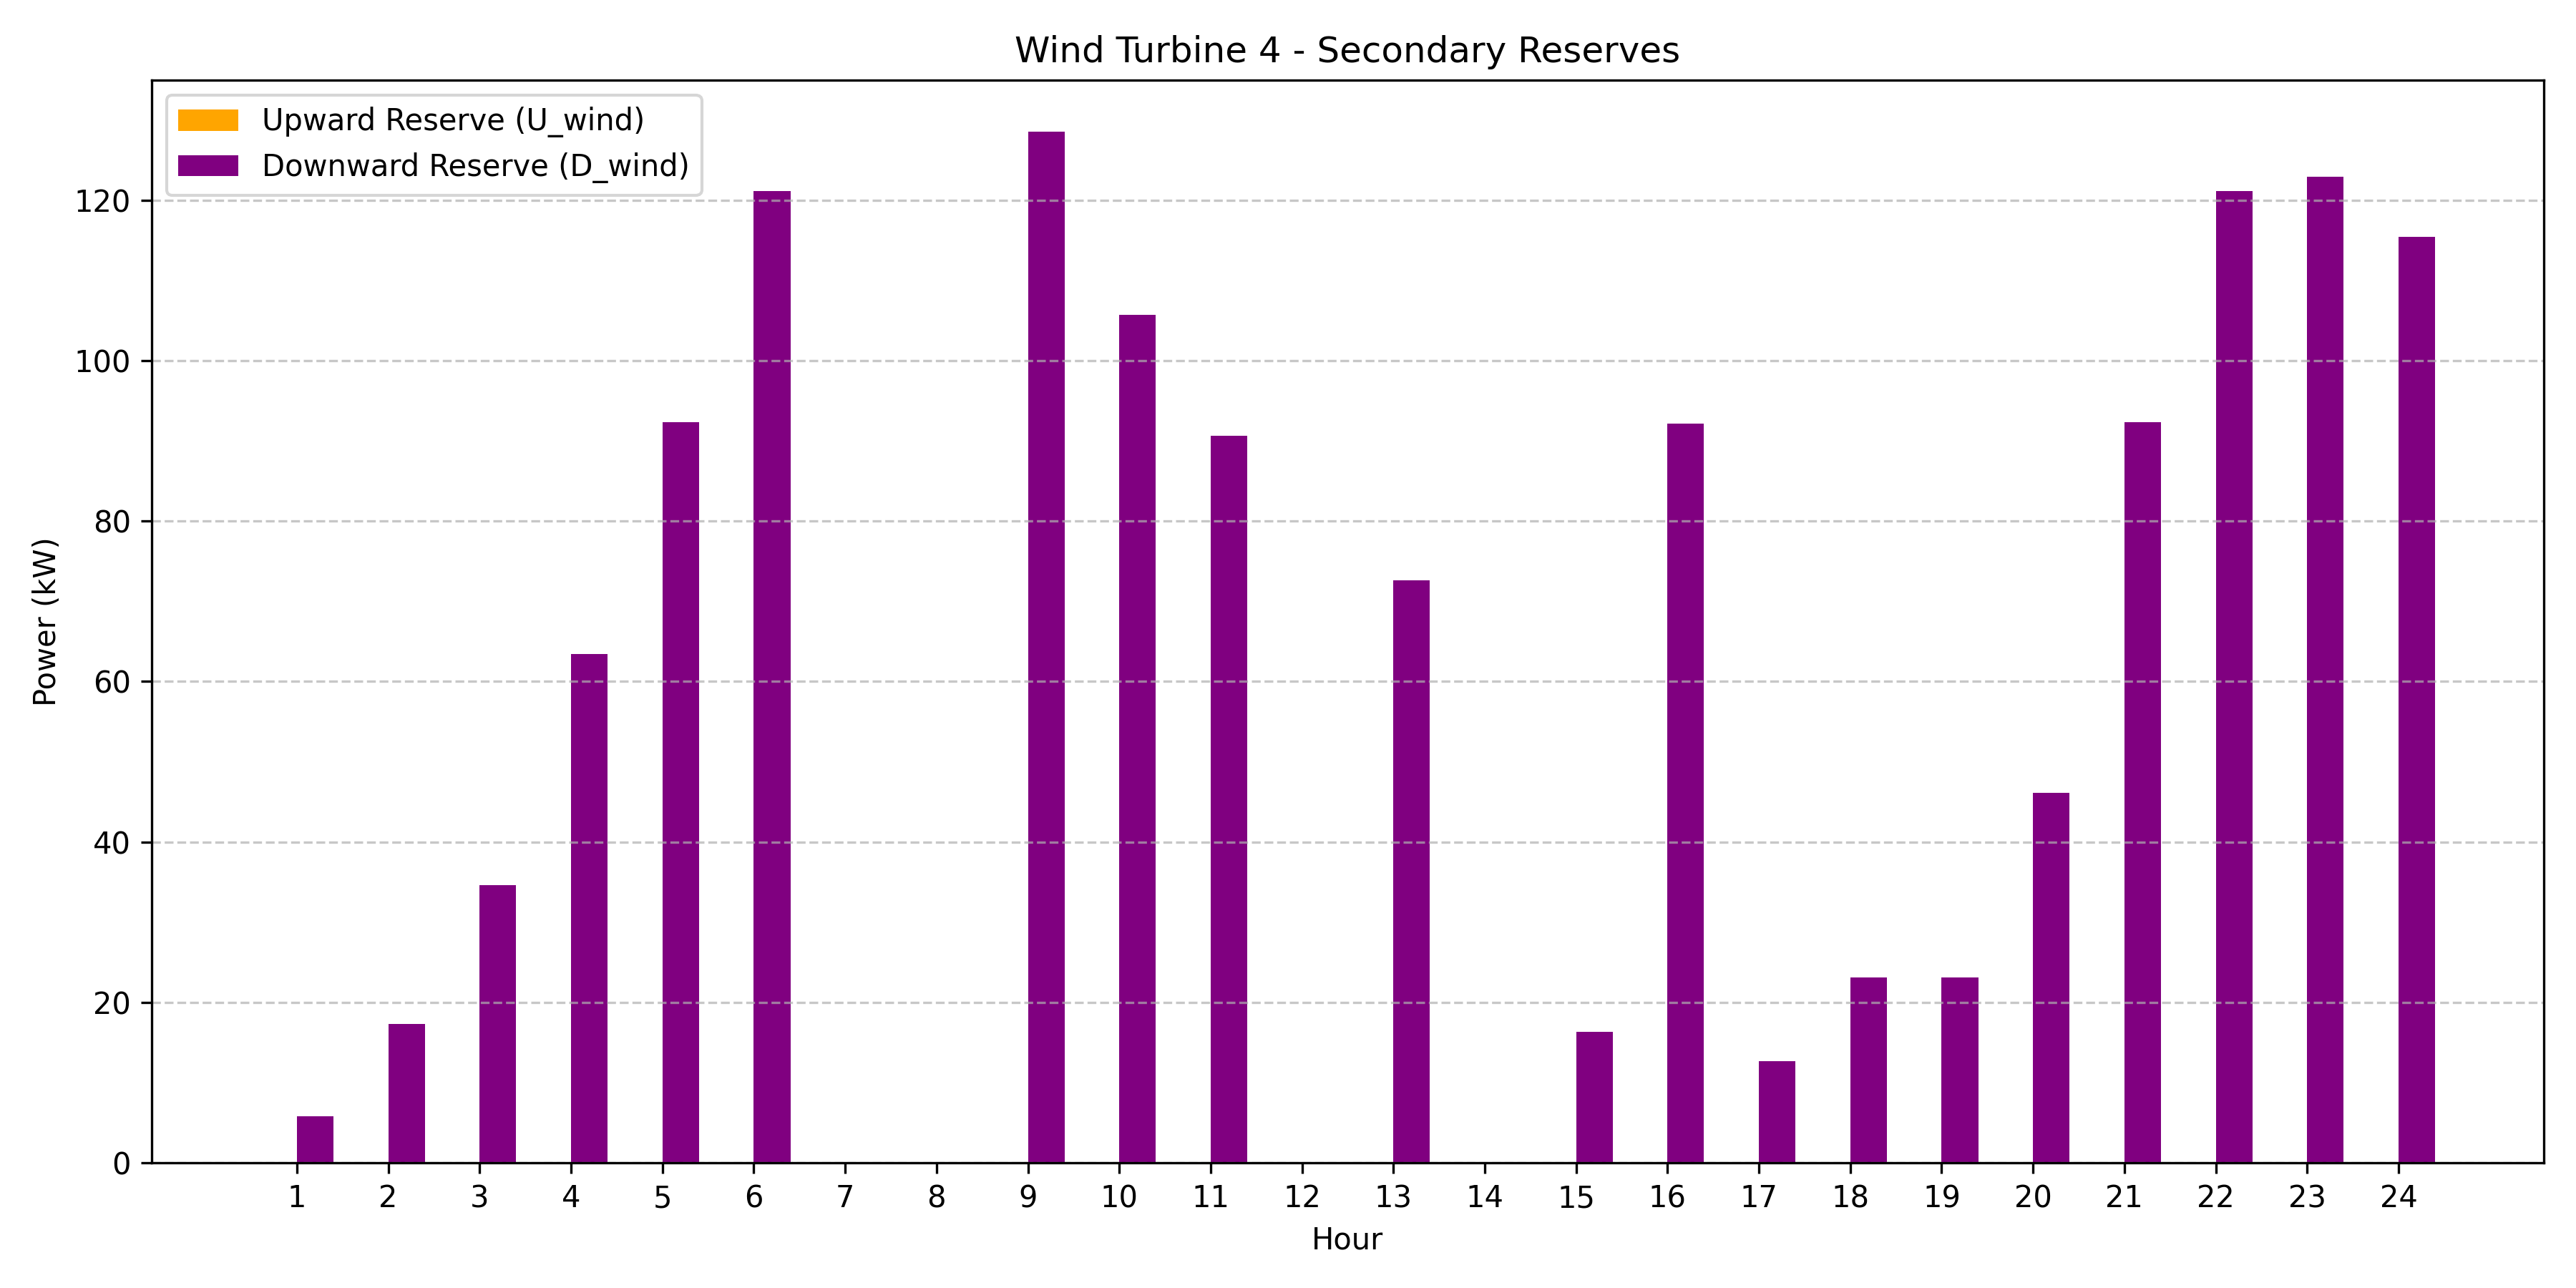 Wind Turbine 4 - Secondary Reserves
Upward Reserve (U_wind)
Downward Reserve (D_wind)
120
100
80
60
40
20
0
Power (kW)
1 2 3 4 5 6 7 8 9 10 11 12 13 14 15 16 17 18 19 20 21 22 23 24
Hour